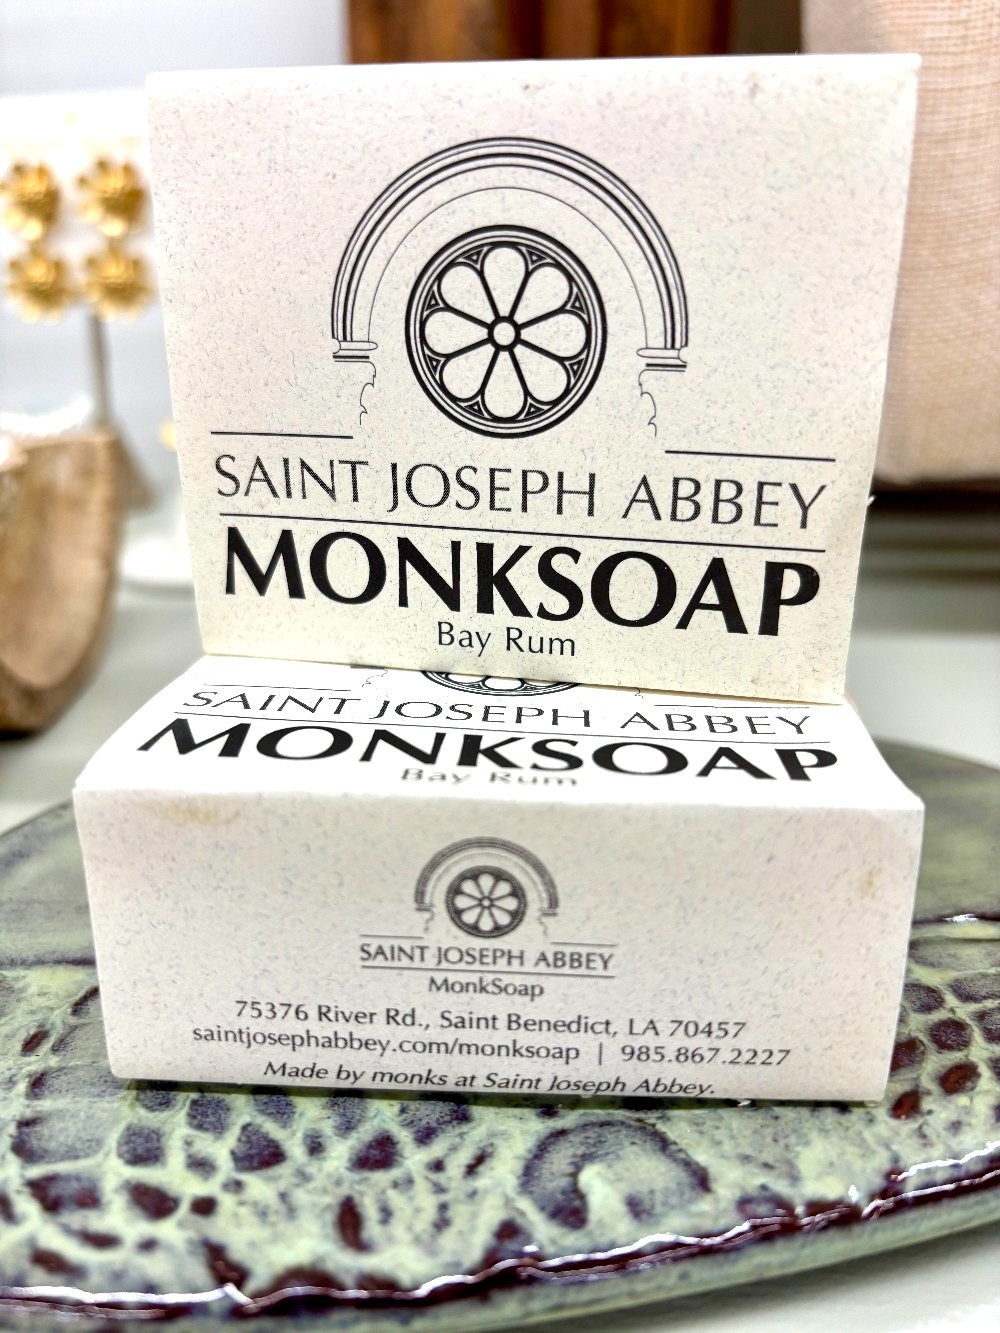 SAINT JOSEPH ABBEY
MONKSOAP
Bay Rum
SAINT JOSEPH ABBEY
MONKSOAP
Bay Rum
SAINT JOSEPH ABBEY
MonkSoap
75376 River Rd., Saint Benedict, LA 70457
saintjosephabbey.com/monksoap | 985.867.2227
Made by monks at Saint Joseph Abbey.